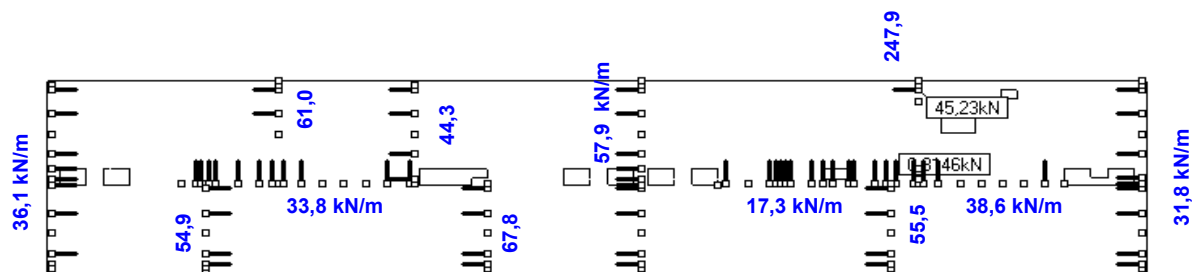 247,9
61,0
44,3
57,9 kN/m
45,23kN
36,1 kN/m
31,8 kN/m
33,8 kN/m
17,3 kN/m
38,6 kN/m
54,9
67,8
55,5